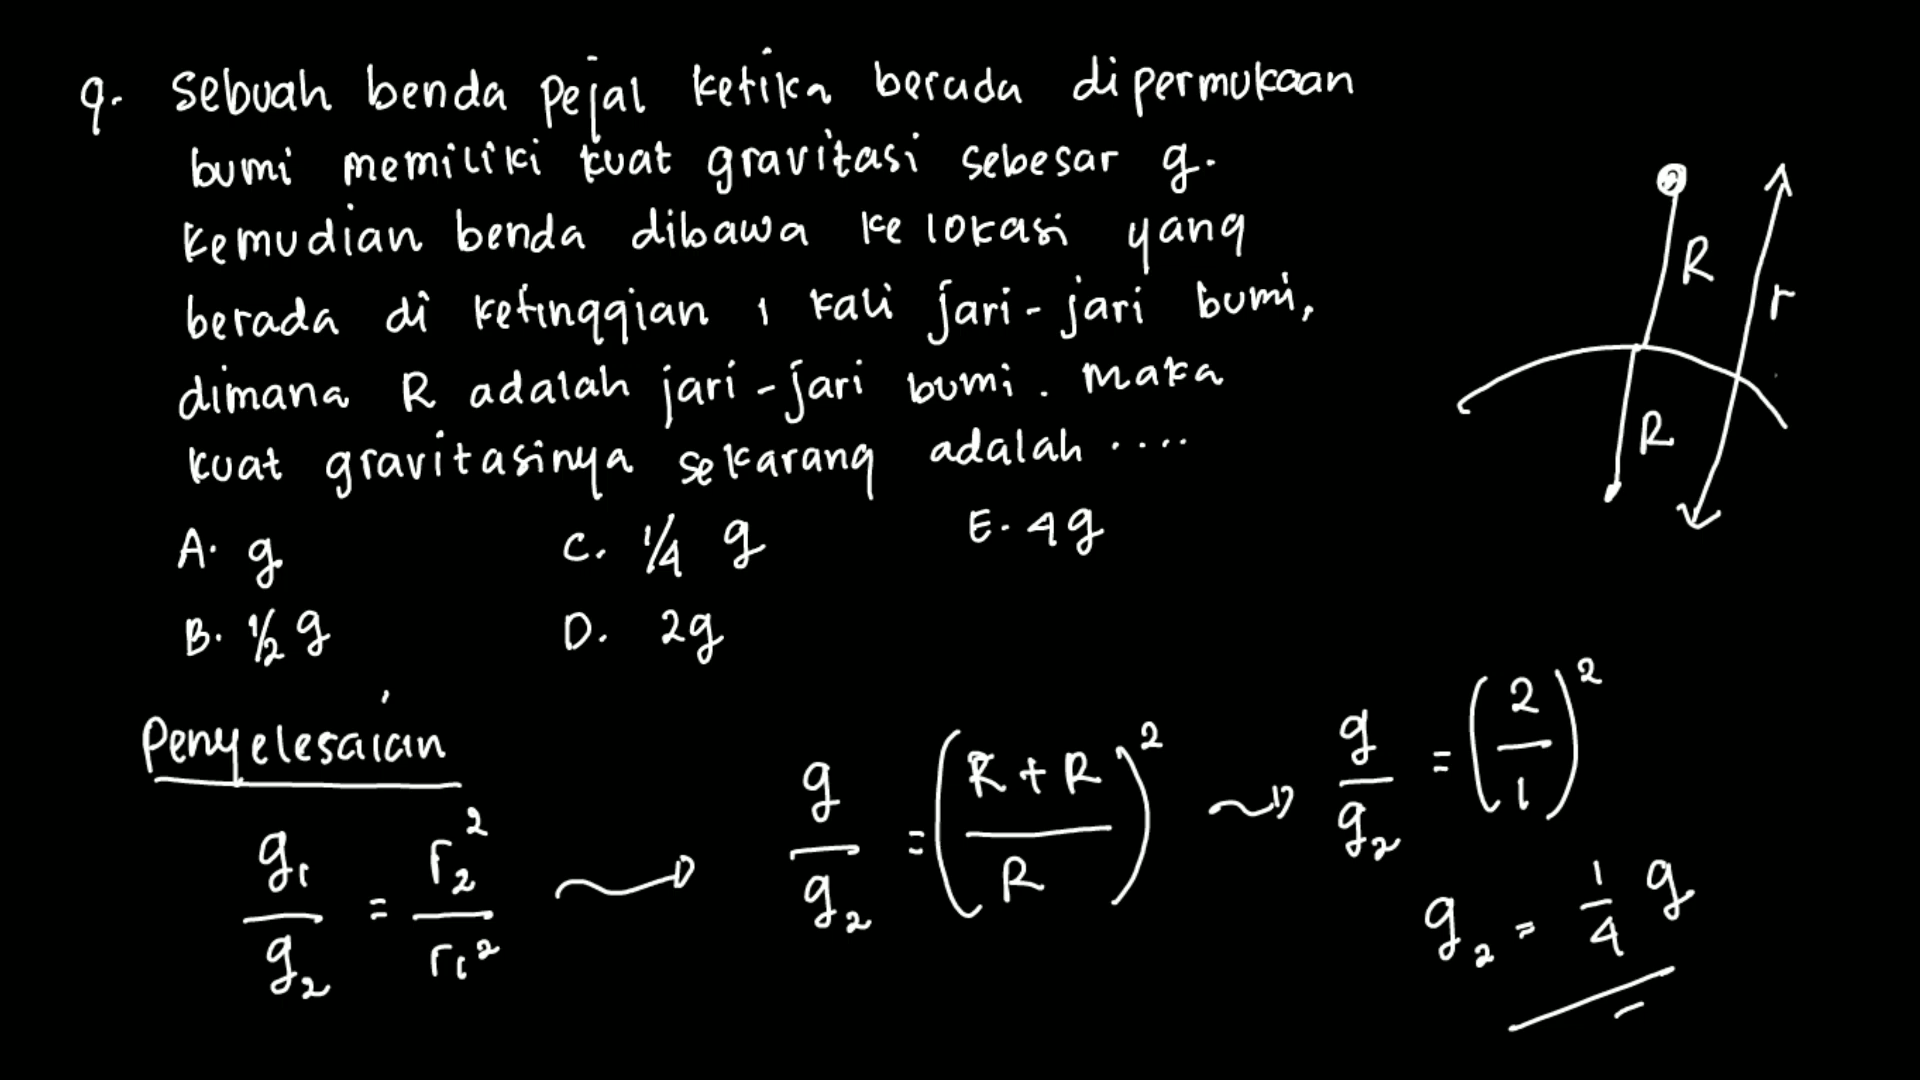 9. Sebuah benda pejal ketika berada dipermukaan
bumi memiliki kuat gravitasi sebesar g.
Kemudian benda dibawa ke lokasi yang
berada di ketinggian 1 kali jari-jari bumi,
dimana R adalah jari-jari bumi. Maka
kuat gravitasinya sekarang adalah ....
A. g C. 1/4 g E. 4g
B. 1/2 g D. 2g
R
r
R
Penyelesaian
g₁/g₂ = r₂²/r₁² → g/g₂ = ((R + R)/R)² → g/g₂ = (2/1)²
g₂ = 1/4 g